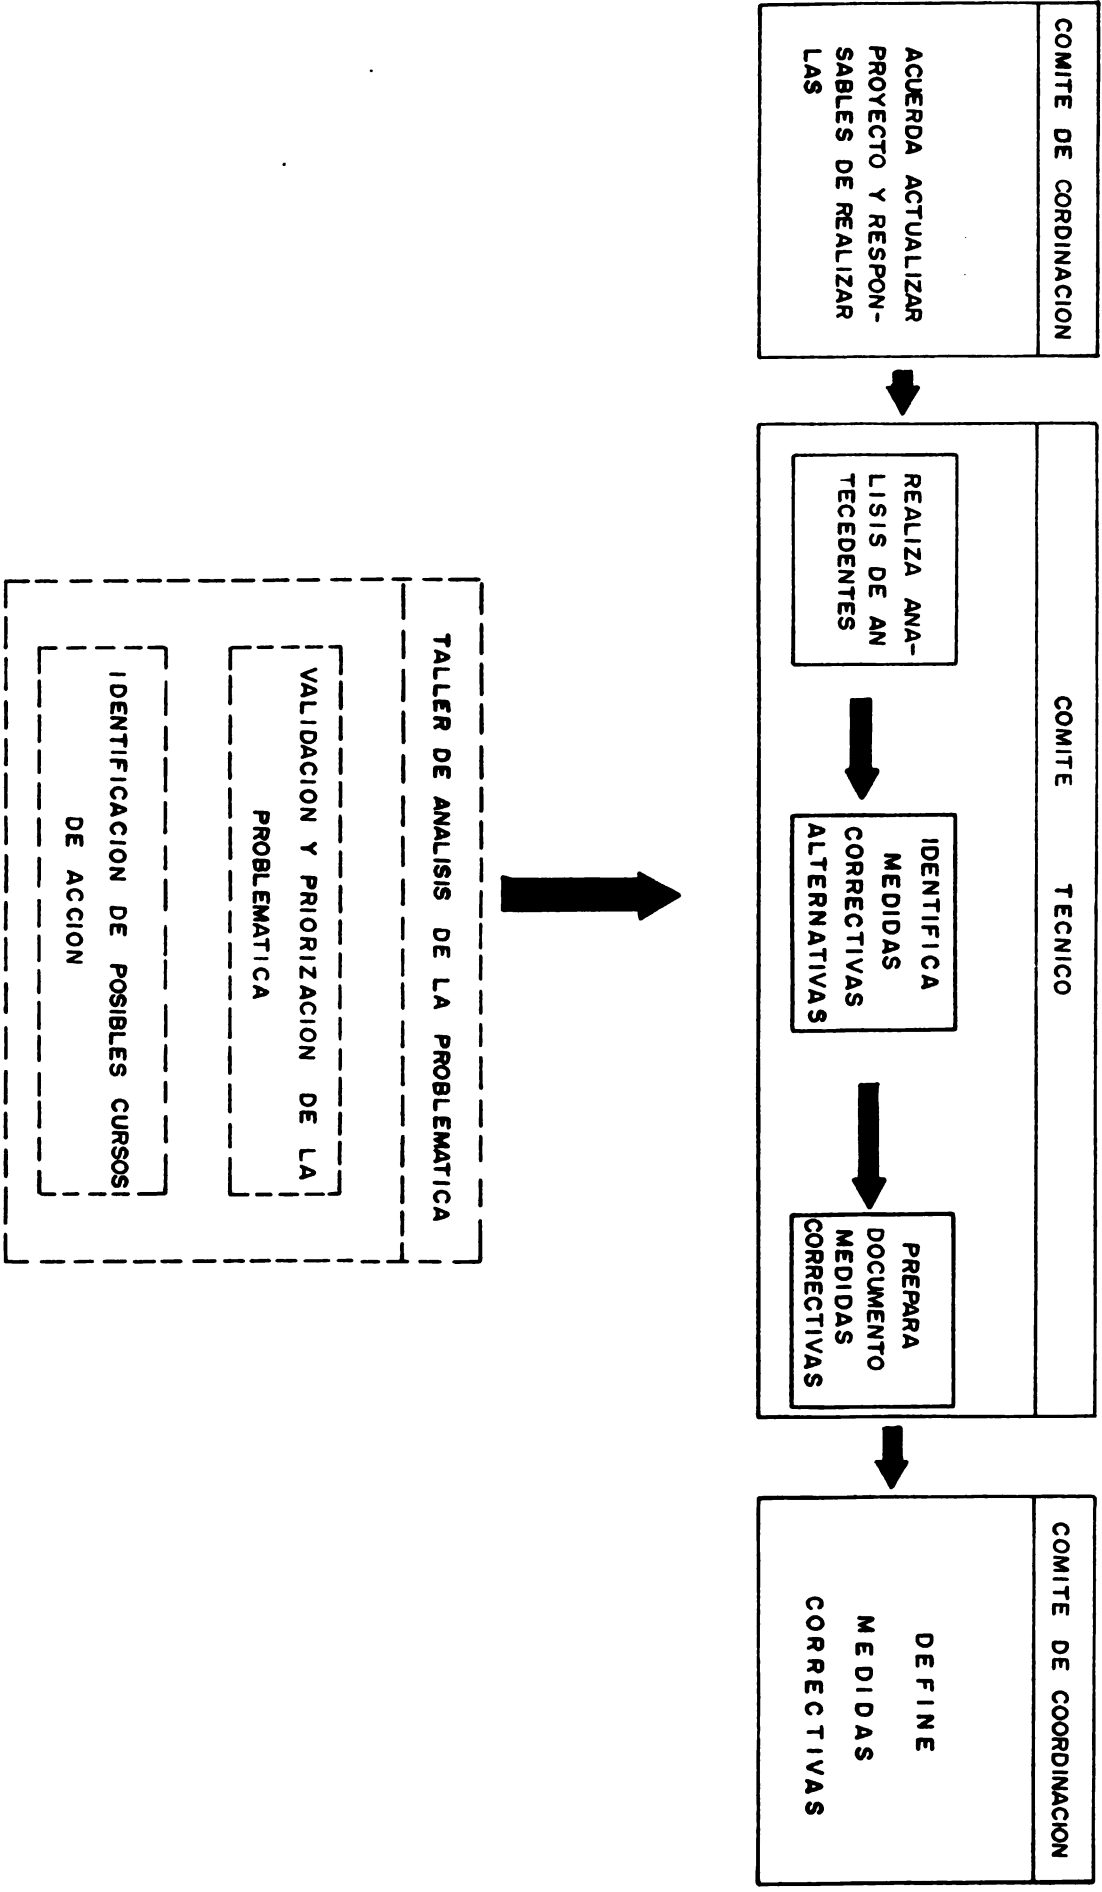 COMITE DE CORDINACION
ACUERDA ACTUALIZAR
PROYECTO Y RESPON-
SABLES DE REALIZAR
LAS
COMITE TECNICO
REALIZA ANA-
LISIS DE AN
TECEDENTES
IDENTIFICA
MEDIDAS
CORRECTIVAS
ALTERNATIVAS
PREPARA
DOCUMENTO
MEDIDAS
CORRECTIVAS
COMITE DE COORDINACION
DEFINE
MEDIDAS
CORRECTIVAS
TALLER DE ANALISIS DE LA PROBLEMATICA
VALIDACION Y PRIORIZACION DE LA
PROBLEMATICA
IDENTIFICACION DE POSIBLES CURSOS
DE ACCION